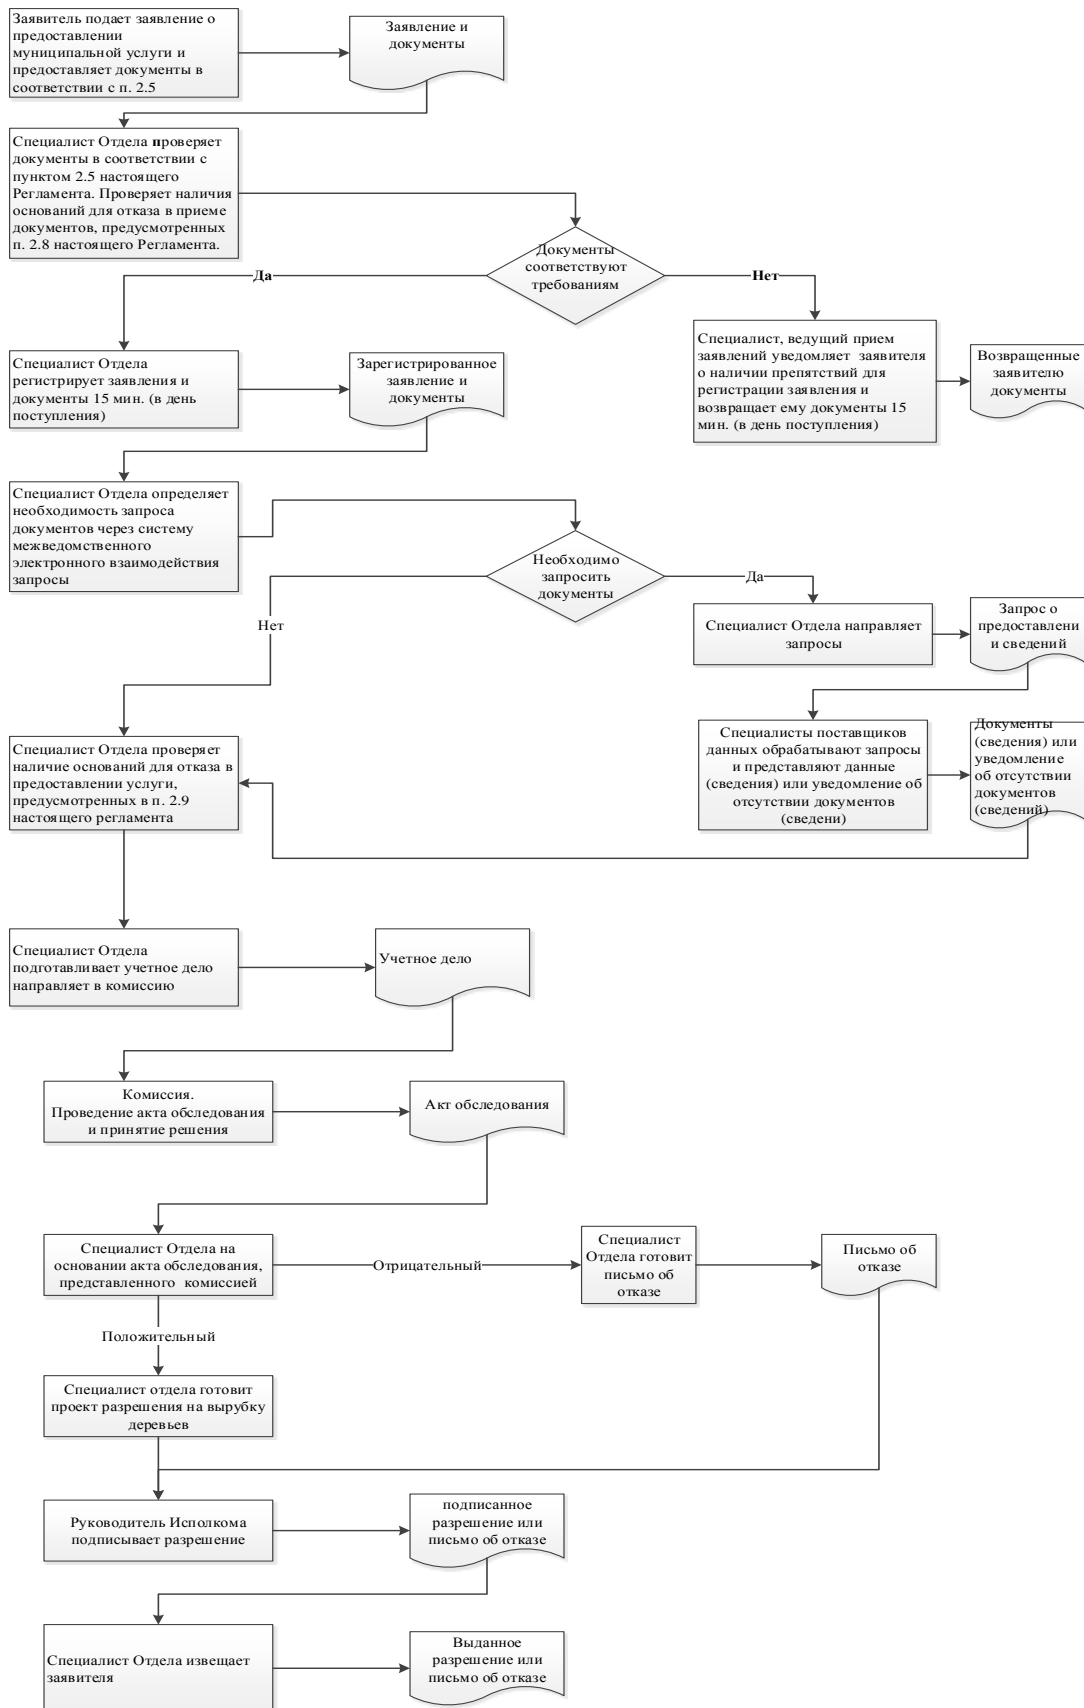 Заявитель подает заявление о
предоставлении
муниципальной услуги и
предоставляет документы в
соответствии с п. 2.5
Заявление и
документы
Специалист Отдела проверяет
документы в соответствии с
пунктом 2.5 настоящего
Регламента. Проверяет наличия
оснований для отказа в приеме
документов, предусмотренных
п. 2.8 настоящего Регламента.
Документы
соответствуют
требованиям
Да
Нет
Специалист Отдела
регистрирует заявления и
документы 15 мин. (в день
поступления)
Зарегистрированное
заявление и
документы
Специалист, ведущий прием
заявлений уведомляет заявителя
о наличии препятствий для
регистрации заявления и
возвращает ему документы 15
мин. (в день поступления)
Возвращенные
заявителю
документы
Специалист Отдела определяет
необходимость запроса
документов через систему
межведомственного
электронного взаимодействия
запросы
Необходимо
запросить
документы
Да
Нет
Специалист Отдела направляет
запросы
Запрос о
предоставлени
и сведений
Специалисты поставщиков
данных обрабатывают запросы
и представляют данные
(сведения) или уведомление об
отсутствии документов
(сведени)
Документы
(сведения) или
уведомление
об отсутствии
документов
(сведений)
Специалист Отдела проверяет
наличие оснований для отказа в
предоставлении услуги,
предусмотренных в п. 2.9
настоящего регламента
Специалист Отдела
подготавливает учетное дело
направляет в комиссию
Учетное дело
Комиссия.
Проведение акта обследования
и принятие решения
Акт обследования
Специалист Отдела на
основании акта обследования,
представленного комиссией
Отрицательный
Специалист
Отдела готовит
письмо об
отказе
Письмо об
отказе
Положительный
Специалист отдела готовит
проект разрешения на вырубку
деревьев
Руководитель Исполкома
подписывает разрешение
подписанное
разрешение или
письмо об отказе
Специалист Отдела извещает
заявителя
Выданное
разрешение или
письмо об отказе